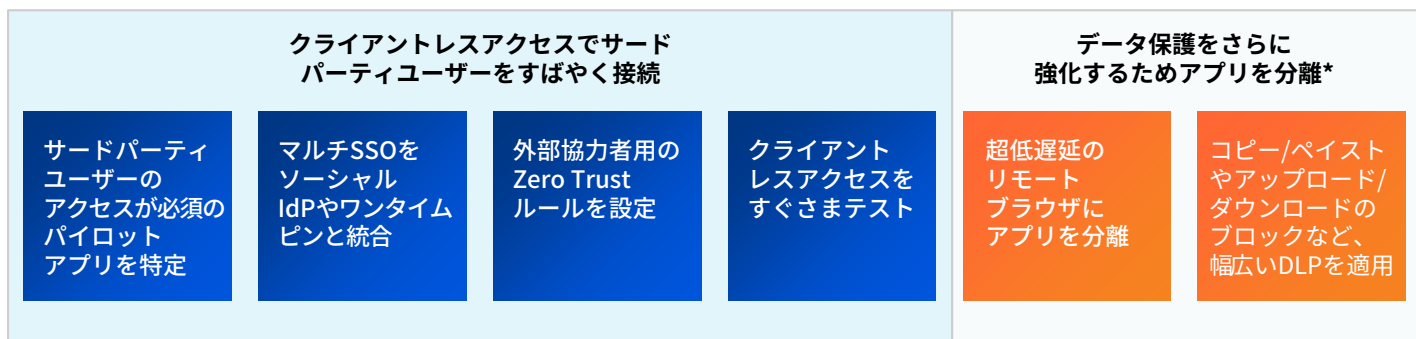 クライアントレスアクセスでサード
パーティユーザーをすばやく接続
サードパーティ
ユーザーの
アクセスが必須の
パイロット
アプリを特定
マルチSSOを
ソーシャル
IdPやワンタイム
ピンと統合
外部協力者用の
Zero Trust
ルールを設定
クライアント
レスアクセスを
すぐさまテスト
データ保護をさらに
強化するためアプリを分離*
超低遅延の
リモート
ブラウザに
アプリを分離
コピー/ペイスト
やアップロード/
ダウンロードの
ブロックなど、
幅広いDLPを適用